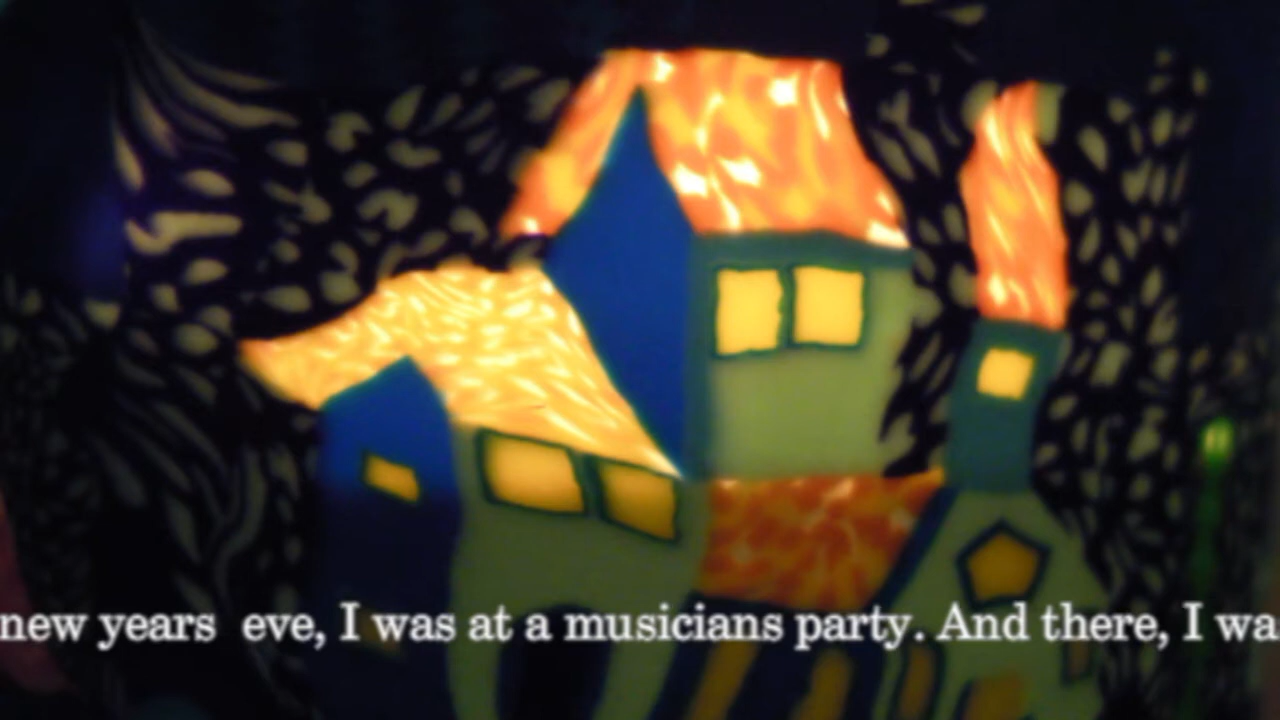 new years  eve, I was at a musicians party. And there, I wa